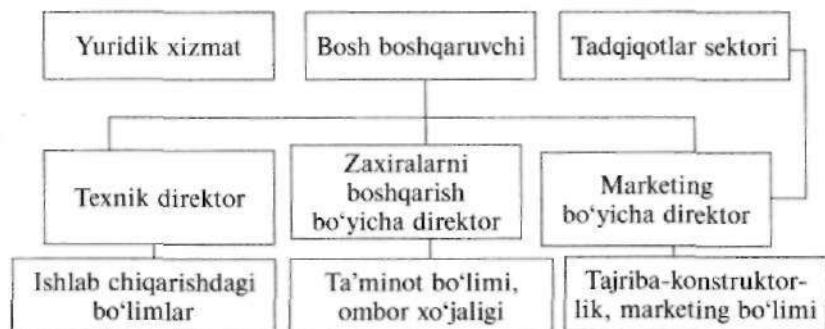 Yuridik xizmat
Bosh boshqaruvchi
Tadqiqotlar sektori
Texnik direktor
Zaxiralarni
boshqarish
bo‘yicha direktor
Marketing
bo‘yicha direktor
Ishlab chiqarishdagi
bo‘limlar
Ta’minot bo‘limi,
ombor xo‘jaligi
Tajriba-konstruktor-
lik, marketing bo‘limi